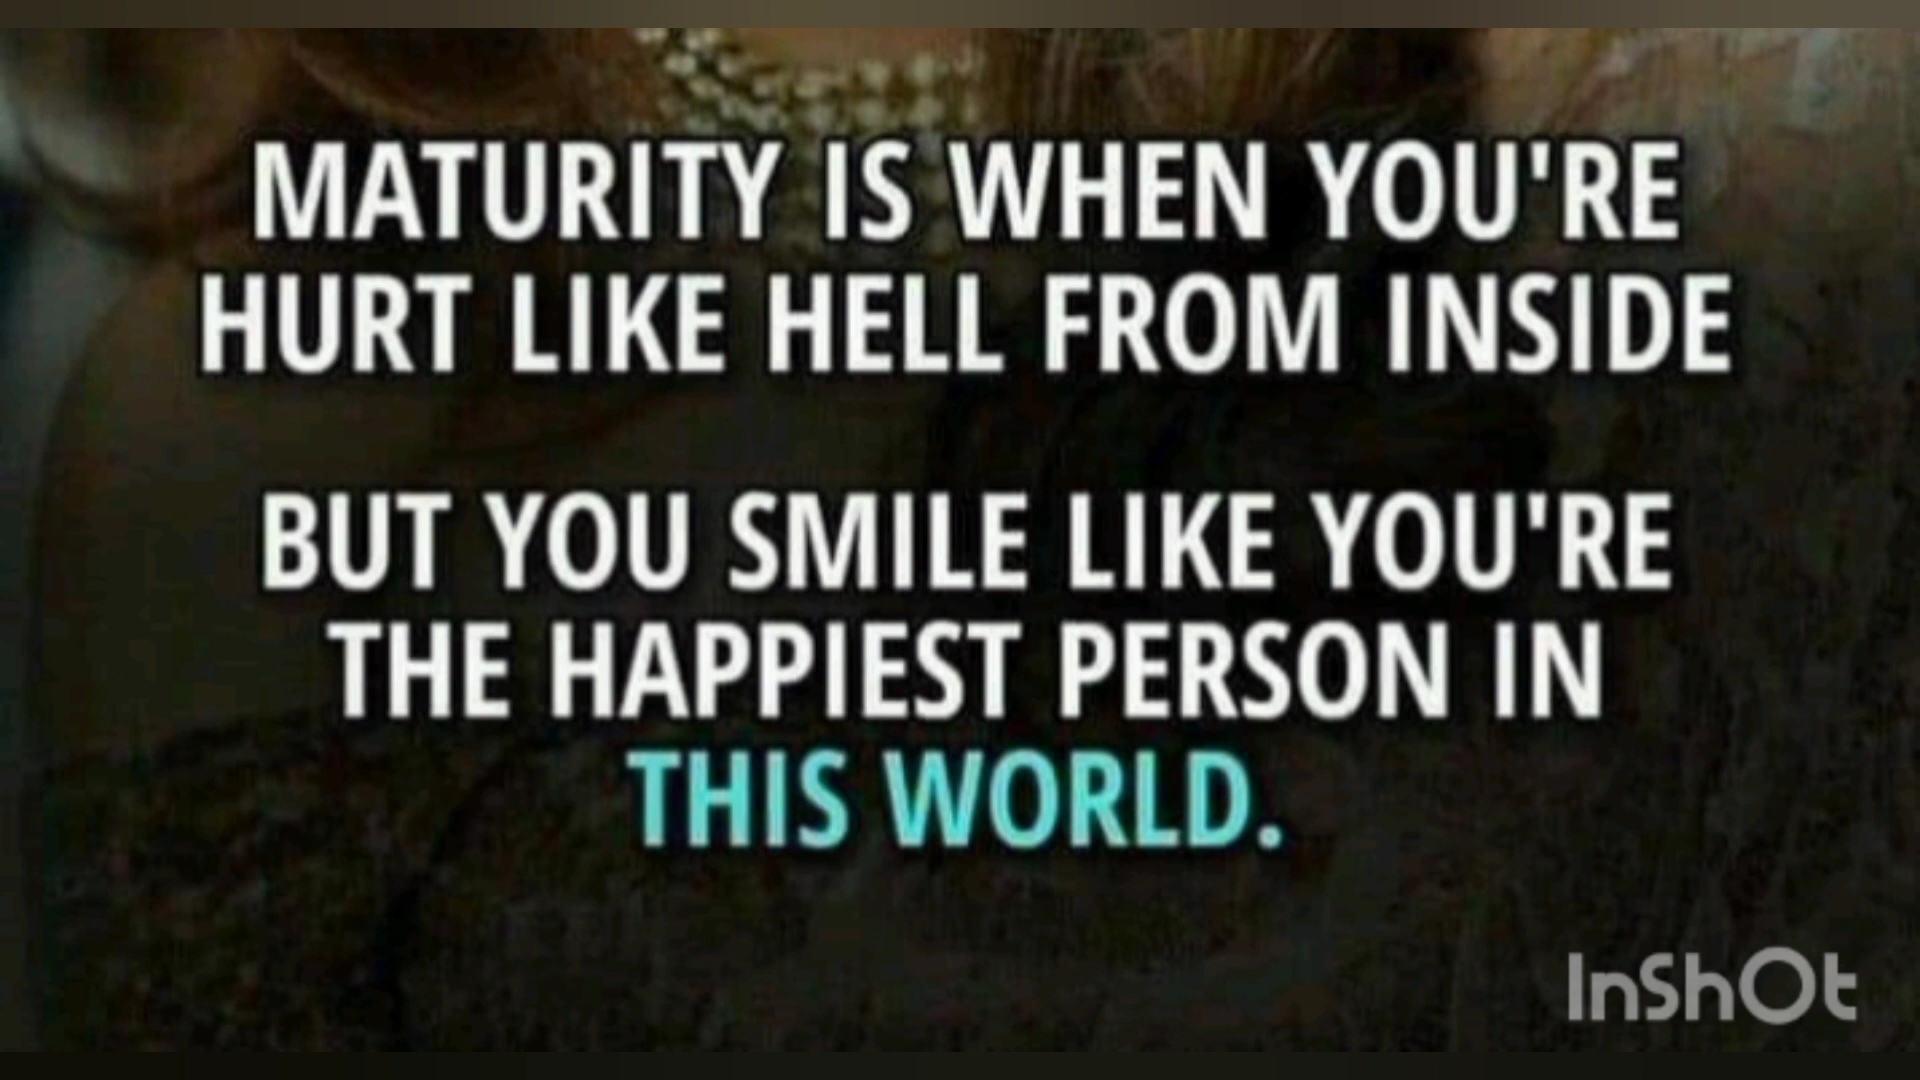 MATURITY IS WHEN YOU'RE
HURT LIKE HELL FROM INSIDE
BUT YOU SMILE LIKE YOU'RE
THE HAPPIEST PERSON IN
THIS WORLD.
InShOt